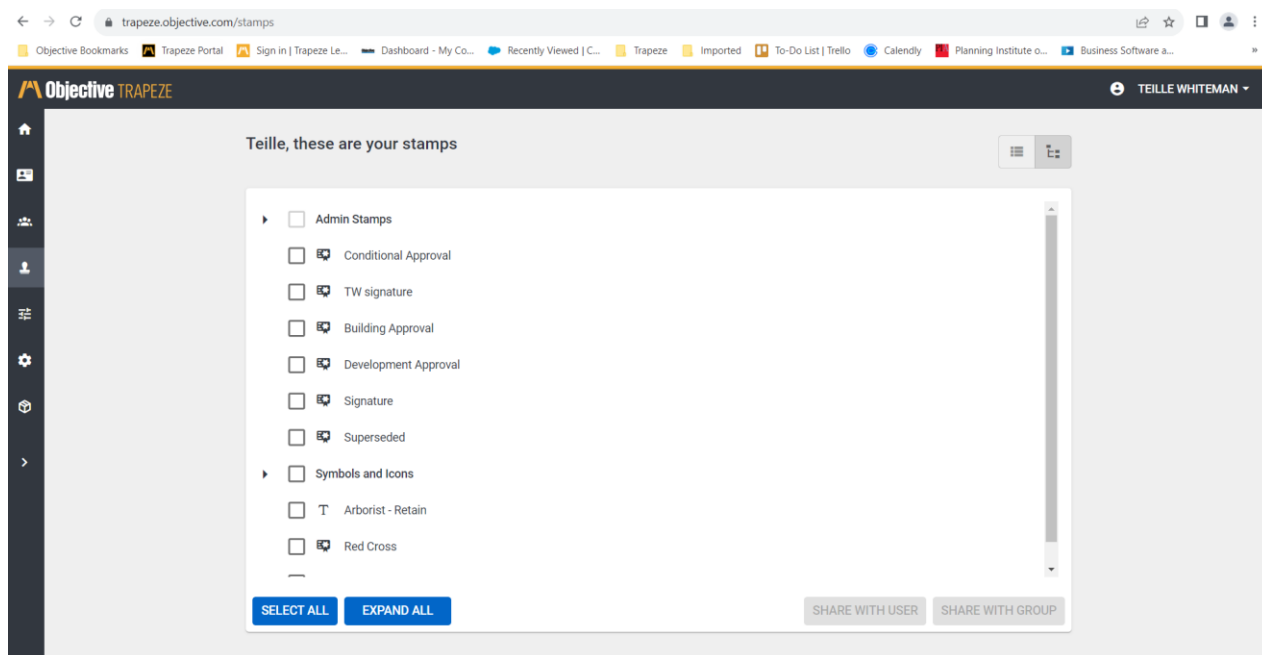 trapeze.objective.com/stamps
Objective Bookmarks Trapeze Portal Sign in | Trapeze Le... Dashboard - My Co... Recently Viewed | C... Trapeze Imported To-Do List | Trello Calendly Planning Institute o... Business Software a... »
Objective TRAPEZE TEILLE WHITEMAN
Teille, these are your stamps
Admin Stamps
Conditional Approval
TW signature
Building Approval
Development Approval
Signature
Superseded
Symbols and Icons
T Arborist - Retain
Red Cross
SELECT ALL EXPAND ALL SHARE WITH USER SHARE WITH GROUP